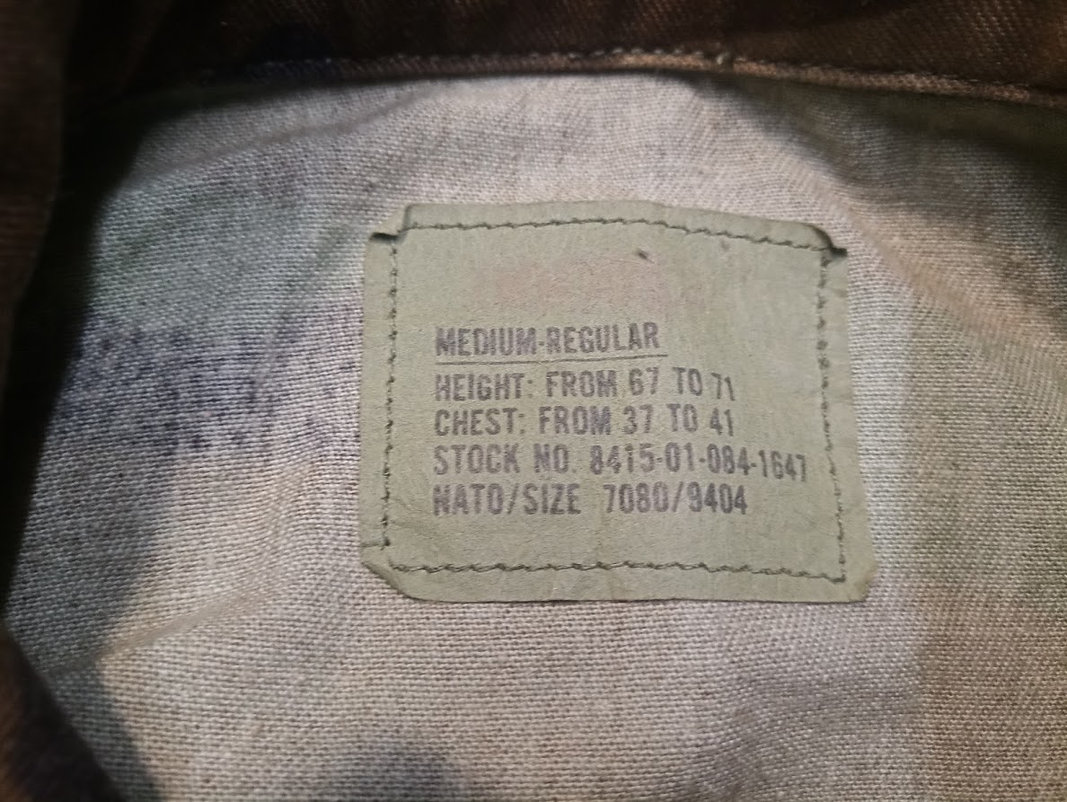 MEDIUM-REGULAR
HEIGHT: FROM 67 TO 71
CHEST: FROM 37 TO 41
STOCK NO. 8415-01-084-1647
NATO/SIZE 7080/9404